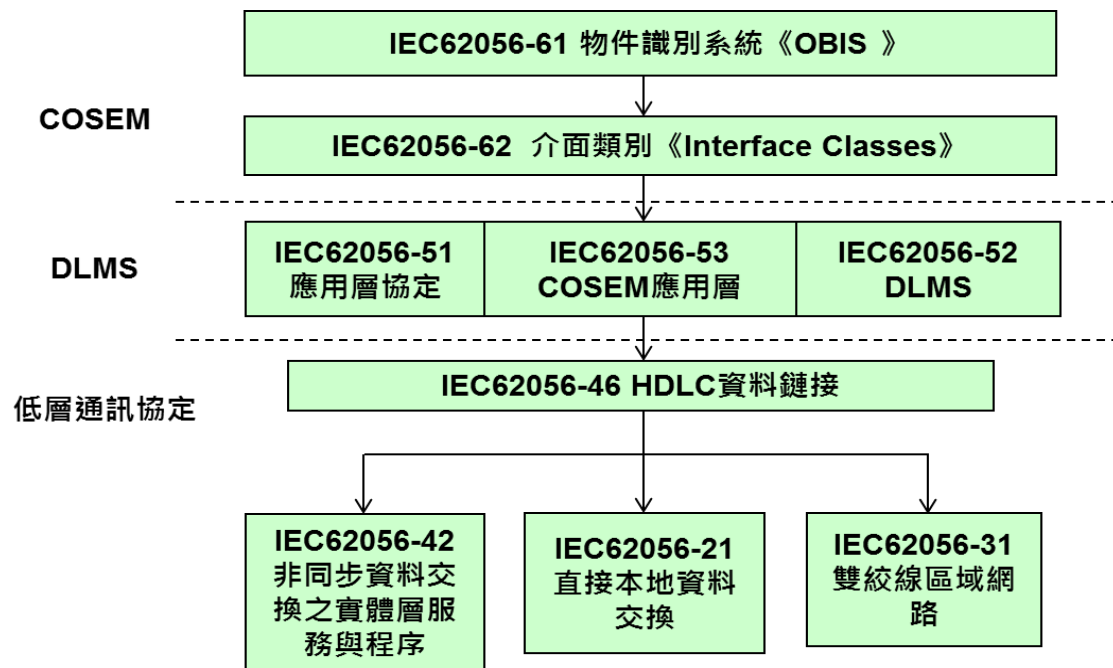 IEC62056-61 物件識別系統《OBIS 》
COSEM
IEC62056-62 介面類別《Interface Classes》
DLMS
IEC62056-51
應用層協定
IEC62056-53
COSEM應用層
IEC62056-52
DLMS
IEC62056-46 HDLC資料鏈接
低層通訊協定
IEC62056-42
非同步資料交
換之實體層服
務與程序
IEC62056-21
直接本地資料
交換
IEC62056-31
雙絞線區域網
路